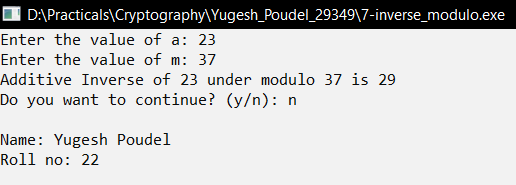 D:\Practicals\Cryptography\Yugesh_Poudel_29349\7-inverse_modulo.exe
Enter the value of a: 23
Enter the value of m: 37
Additive Inverse of 23 under modulo 37 is 29
Do you want to continue? (y/n): n
Name: Yugesh Poudel
Roll no: 22